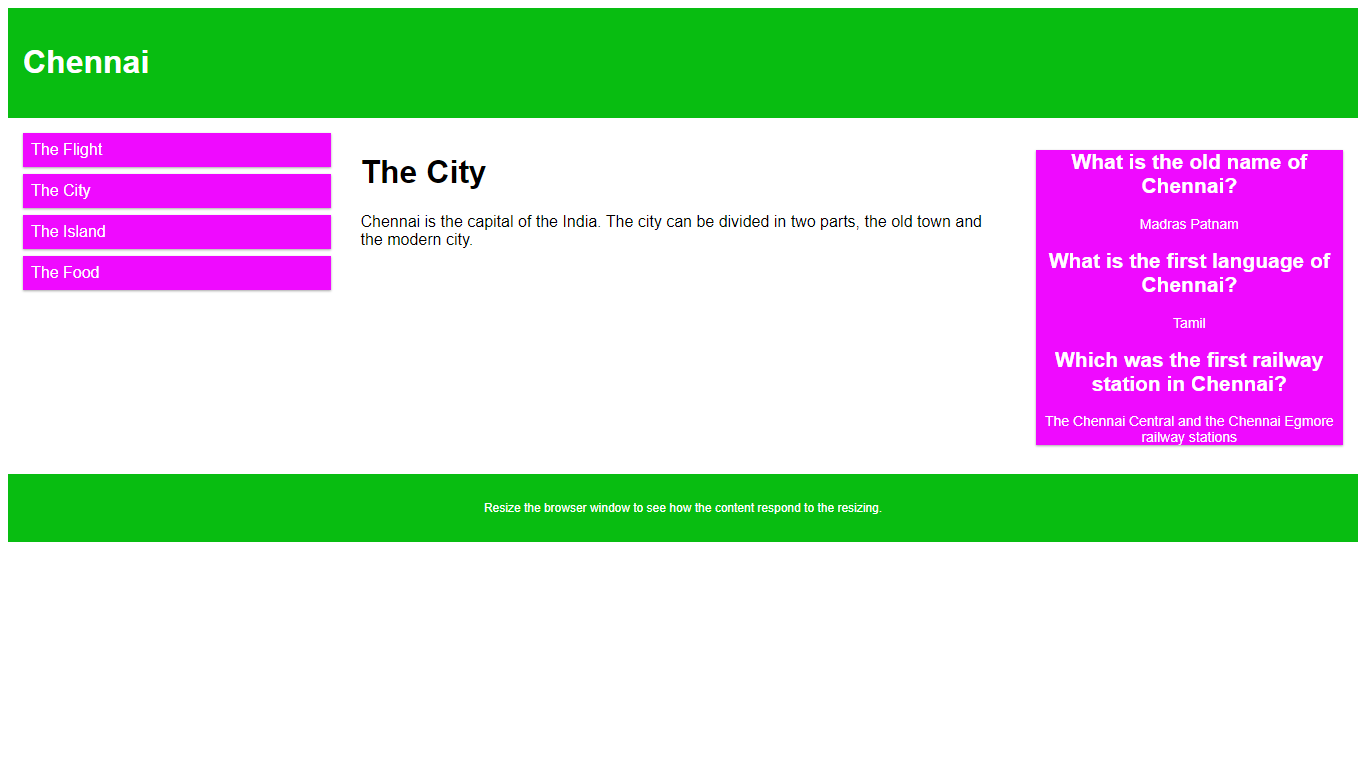 Chennai
The Flight
The City
The Island
The Food
The City
Chennai is the capital of the India. The city can be divided in two parts, the old town and
the modern city.
What is the old name of
Chennai?
Madras Patnam
What is the first language of
Chennai?
Tamil
Which was the first railway
station in Chennai?
The Chennai Central and the Chennai Egmore
railway stations
Resize the browser window to see how the content respond to the resizing.